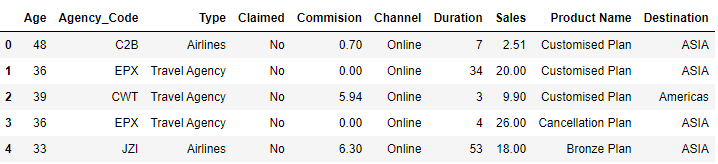 Age Agency_Code Type Claimed Commision Channel Duration Sales Product Name Destination
0 48 C2B Airlines No 0.70 Online 7 2.51 Customised Plan ASIA
1 36 EPX Travel Agency No 0.00 Online 34 20.00 Customised Plan ASIA
2 39 CWT Travel Agency No 5.94 Online 3 9.90 Customised Plan Americas
3 36 EPX Travel Agency No 0.00 Online 4 26.00 Cancellation Plan ASIA
4 33 JZI Airlines No 6.30 Online 53 18.00 Bronze Plan ASIA